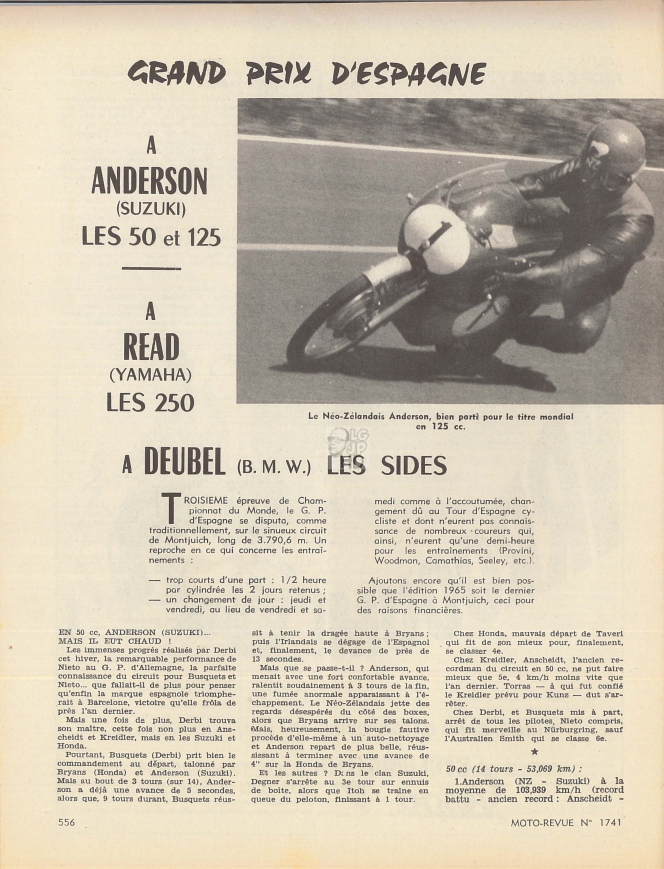 GRAND PRIX D'ESPAGNE
A
ANDERSON
(SUZUKI)
LES 50 et 125
A
READ
(YAMAHA)
LES 250
1
Le Néo-Zélandais Anderson, bien parti pour le titre mondial
en 125 cc.
A DEUBEL (B.M.W.) LES SIDES
TROISIEME épreuve de Cham-
pionnat du Monde, le G. P.
d'Espagne se disputa, comme
traditionnellement, sur le sinueux circuit
de Montjuich, long de 3.790,6 m. Un
reproche en ce qui concerne les entraî-
nements :
— trop courts d'une part : 1/2 heure
par cylindrée les 2 jours retenus ;
— un changement de jour : jeudi et
vendredi, au lieu de vendredi et sa-
medi comme à l'accoutumée, chan-
gement dû au Tour d'Espagne cy-
cliste et dont n'eurent pas connais-
sance de nombreux coureurs qui,
ainsi, n'eurent qu'une demi-heure
pour les entraînements (Provini,
Woodman, Camathias, Seeley, etc.).
Ajoutons encore qu'il est bien pos-
sible que l'édition 1965 soit le dernier
G. P. d'Espagne à Montjuich, ceci pour
des raisons financières.
EN 50 cc, ANDERSON (SUZUKI)...
MAIS IL EUT CHAUD !
Les immenses progrès réalisés par Derbi
cet hiver, la remarquable performance de
Nieto au G. P. d'Allemagne, la parfaite
connaissance du circuit pour Busquets et
Nieto... que fallait-il de plus pour penser
qu'enfin la marque espagnole triomphe-
rait à Barcelone, victoire qu'elle frôla de
près l'an dernier.
Mais une fois de plus, Derbi trouva
son maître, cette fois non plus en Ans-
cheidt et Kreidler, mais en les Suzuki et
Honda.
Pourtant, Busquets (Derbi) prit bien le
commandement au départ, talonné par
Bryans (Honda) et Anderson (Suzuki).
Mais au bout de 3 tours (sur 14), Ander-
son a déjà une avance de 5 secondes,
alors que, 9 tours durant, Busquets réus-
sit à tenir la dragée haute à Bryans ;
puis l'Irlandais se dégage de l'Espagnol
et, finalement, le devance de près de
13 secondes.
Mais que se passe-t-il ? Anderson, qui
menait avec une fort confortable avance,
ralentit soudainement à 3 tours de la fin,
une fumée anormale apparaissant à l'é-
chappement. Le Néo-Zélandais jette des
regards désespérés du côté des boxes,
alors que Bryans arrive sur ses talons.
Mais, heureusement, la bougie fautive
procède d'elle-même à un auto-nettoyage
et Anderson repart de plus belle, réus-
sissant à terminer avec une avance de
4" sur la Honda de Bryans.
Et les autres ? Dans le clan Suzuki,
Degner s'arrête au 3e tour sur ennuis
de boîte, alors que Itoh se traîne en
queue du peloton, finissant à 1 tour.
Chez Honda, mauvais départ de Taveri
qui fit de son mieux pour, finalement,
se classer 4e.
Chez Kreidler, Anscheidt, l'ancien re-
cordman du circuit en 50 cc, ne put faire
mieux que 5e, 4 km/h moins vite que
l'an dernier. Torras — à qui fut confié
le Kreidler prévu pour Kunz — dut s'ar-
rêter.
Chez Derbi, et Busquets mis à part,
arrêt de tous les pilotes, Nieto compris,
qui fit merveille au Nürburgring, sauf
l'Australien Smith qui se classe 6e.
★
50 cc (14 tours - 53,069 km) :
1.Anderson (NZ - Suzuki) à la
moyenne de 103,939 km/h (record
battu - ancien record : Anscheidt -
556
MOTO-REVUE N° 1741